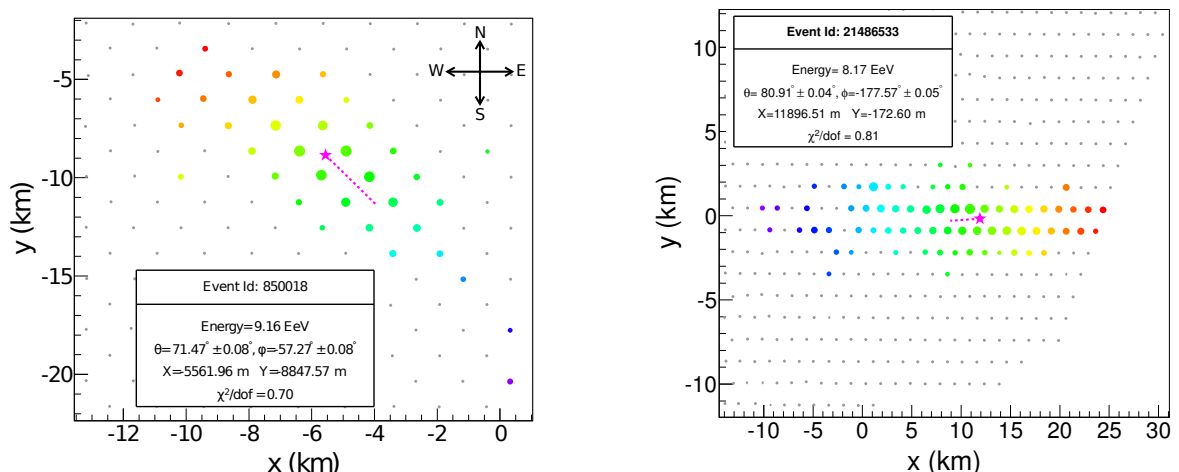 N
W E
S
−5
−10
−15
−20
y (km)
Event Id: 850018
Energy=9.16 EeV
θ=71.47° ±0.08°, φ=-57.27° ±0.08°
X=-5561.96 m Y=-8847.57 m
χ²/dof = 0.70
−12 −10 −8 −6 −4 −2 0
x (km)
10
5
0
−5
−10
y (km)
Event Id: 21486533
Energy= 8.17 EeV
θ= 80.91° ± 0.04°, ϕ=-177.57° ± 0.05°
X=11896.51 m Y=-172.60 m
χ²/dof = 0.81
-10 -5 0 5 10 15 20 25 30
x (km)